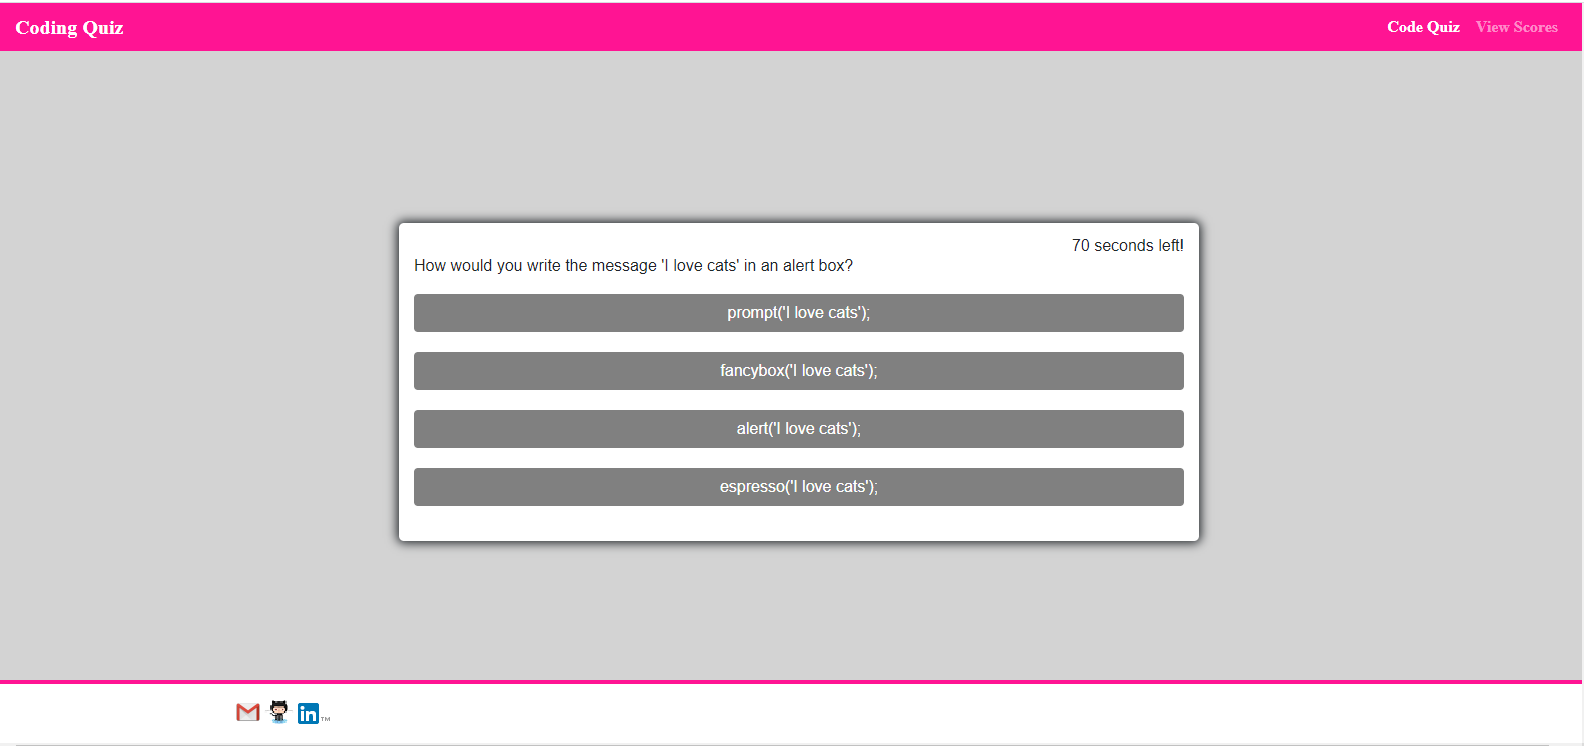 Coding Quiz
Code Quiz View Scores
70 seconds left!
How would you write the message 'I love cats' in an alert box?
prompt('I love cats');
fancybox('I love cats');
alert('I love cats');
espresso('I love cats');
in TM